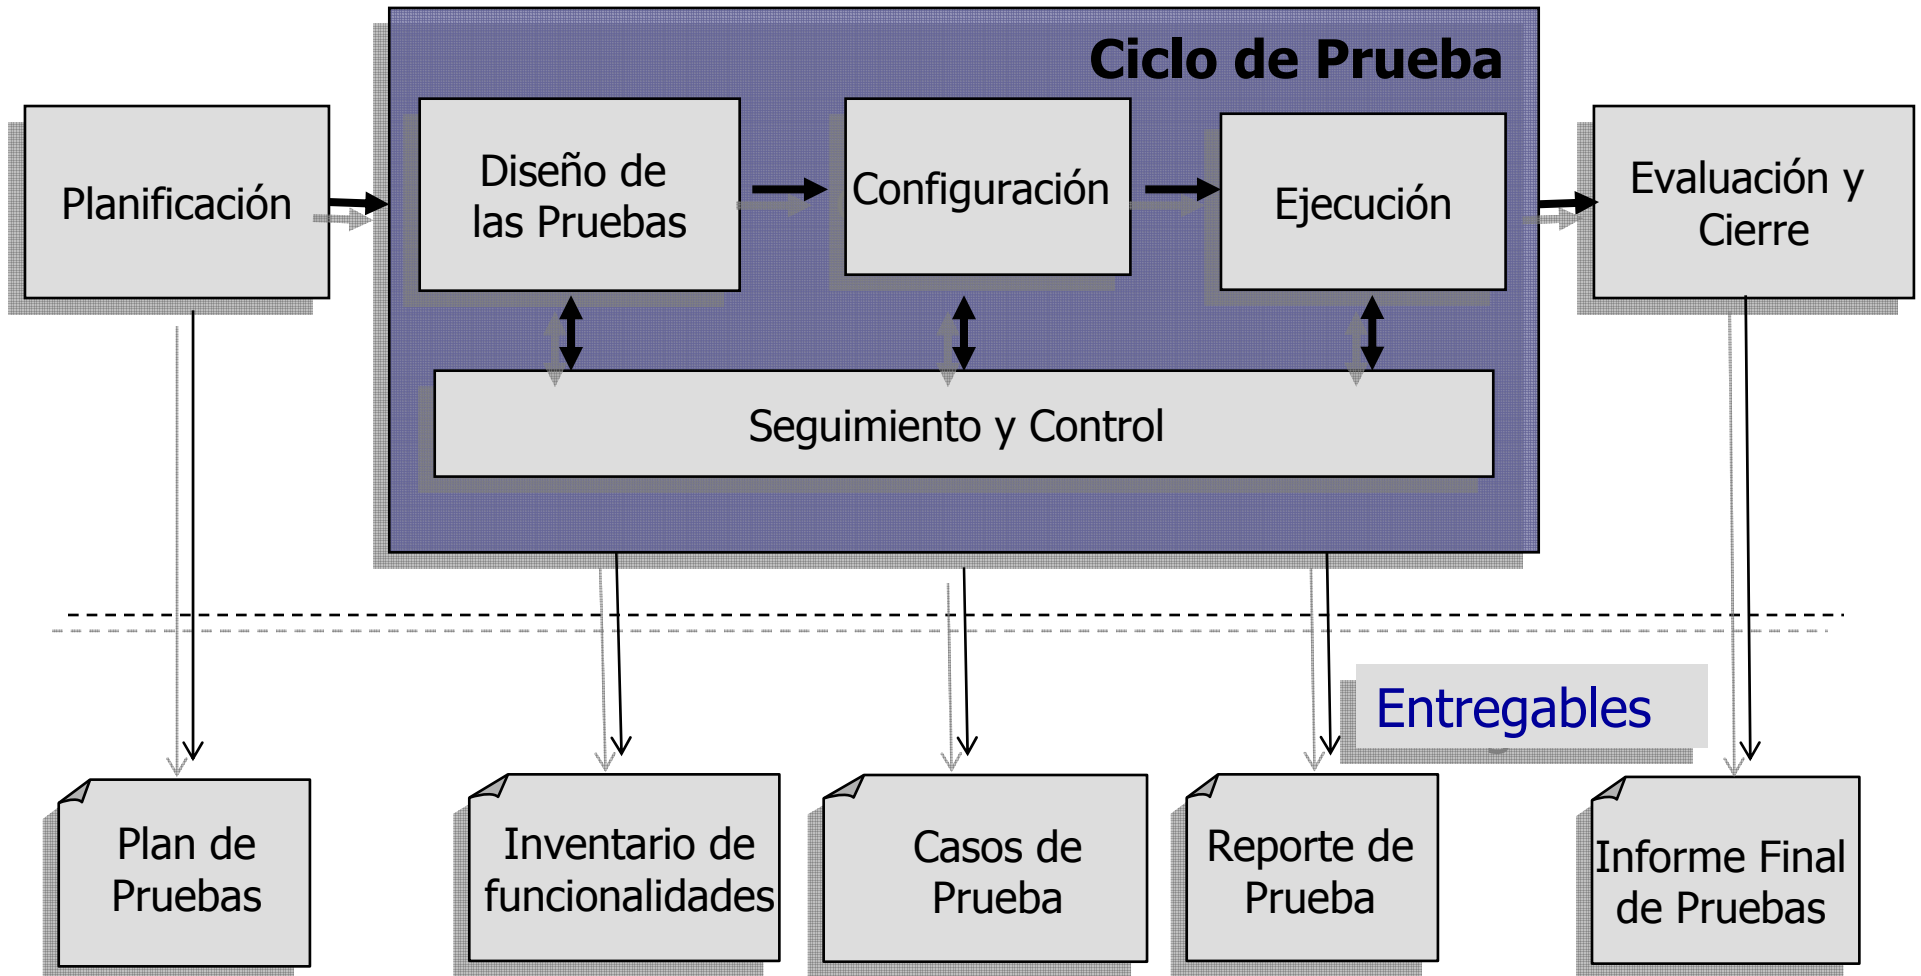 Ciclo de Prueba
Planificación
Diseño de
las Pruebas
Configuración
Ejecución
Evaluación y
Cierre
Seguimiento y Control
Entregables
Plan de
Pruebas
Inventario de
funcionalidades
Casos de
Prueba
Reporte de
Prueba
Informe Final
de Pruebas